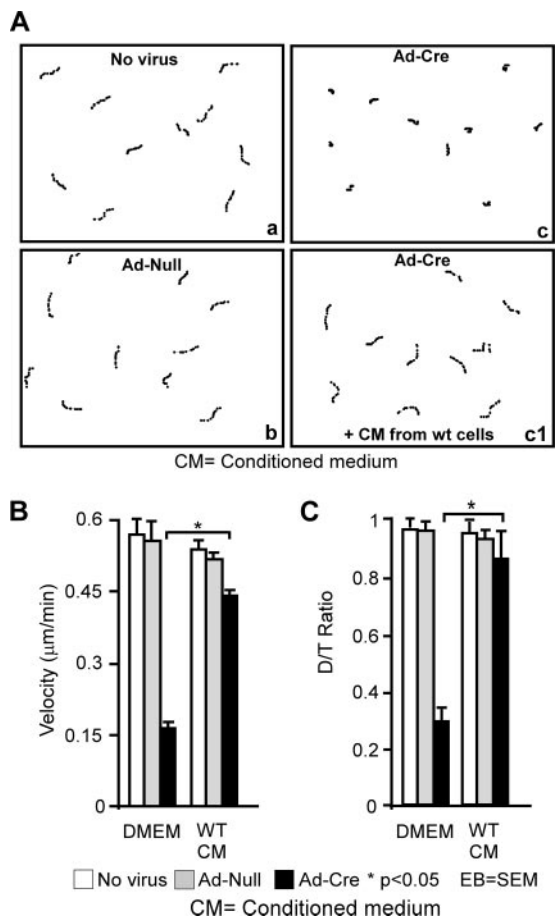 A
No virus
a
Ad-Cre
c
Ad-Null
b
Ad-Cre
+ CM from wt cells
c1
CM= Conditioned medium
B
Velocity (µm/min)
0.6
0.45
0.3
0.15
0
*
DMEM
WT
CM
C
D/T Ratio
1
0.8
0.6
0.4
0.2
0
*
DMEM
WT
CM
No virus Ad-Null Ad-Cre * p<0.05 EB=SEM
CM= Conditioned medium